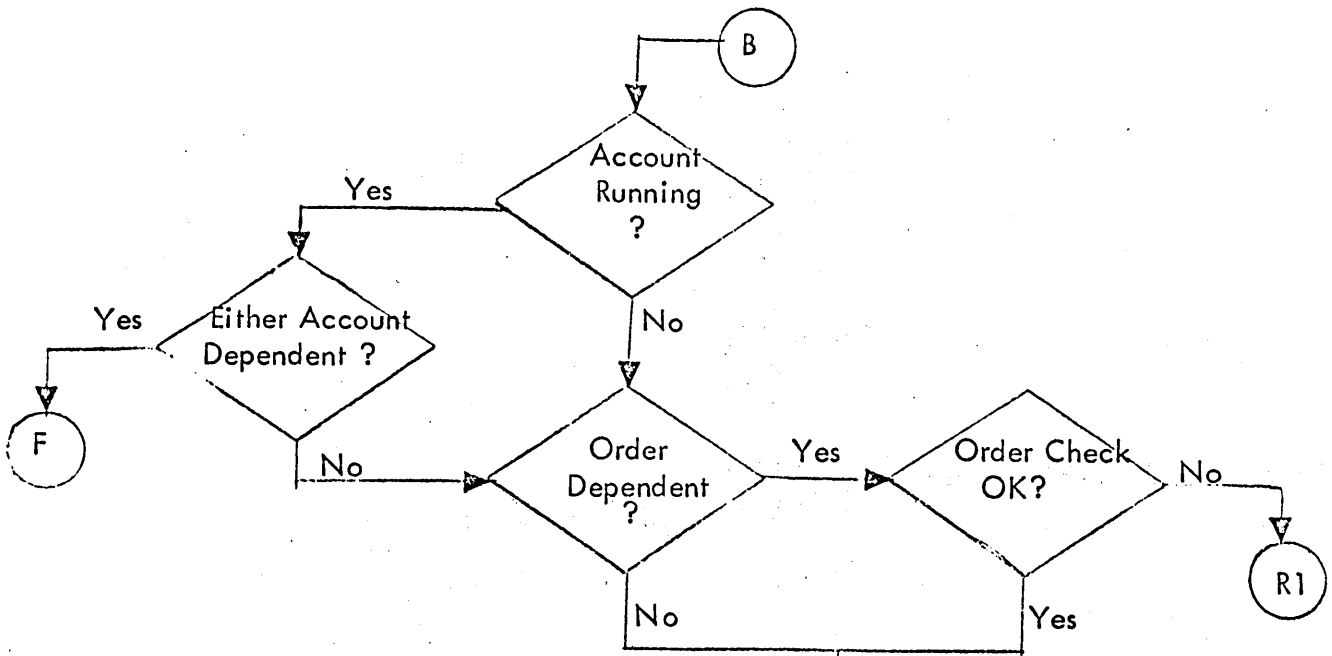 B
Account
Running
?
Yes
No
Either Account
Dependent ?
Yes
F
No
Order
Dependent
?
Yes
Order Check
OK?
No
R1
No
Yes